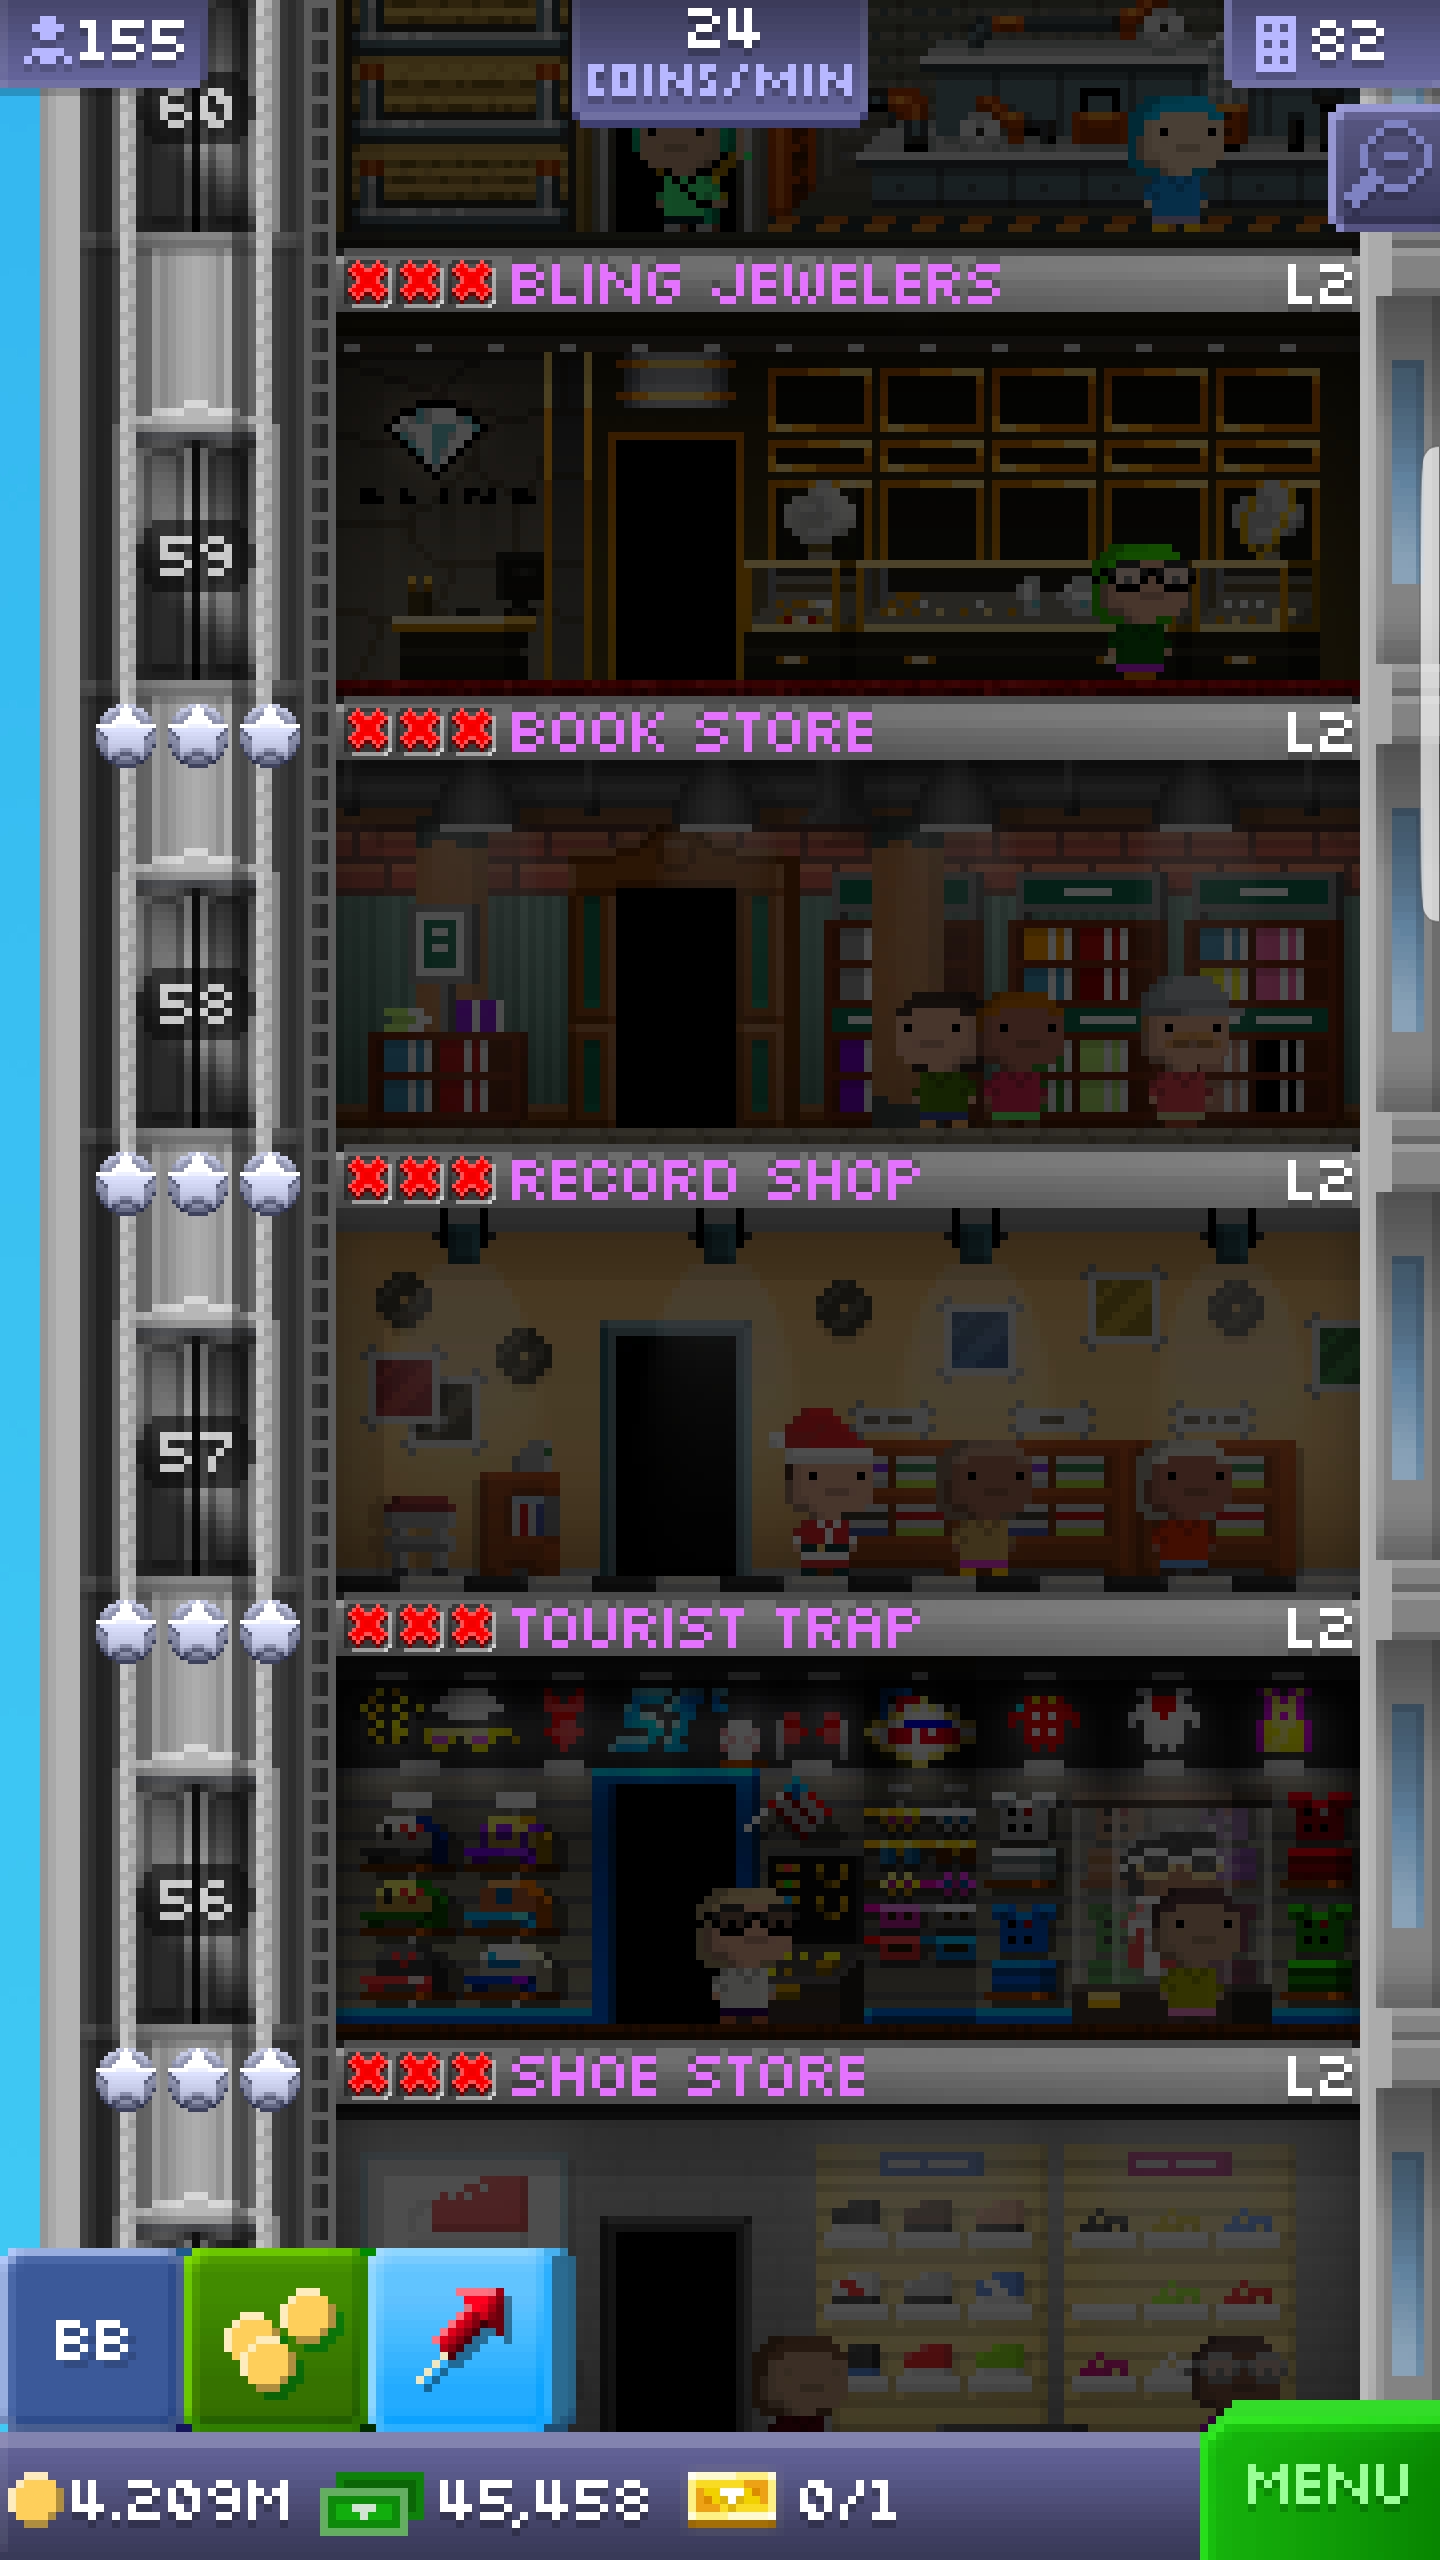 155
24
COINS/MIN
82
60
BLING JEWELERS L2
BLING
59
BOOK STORE L2
B
58
RECORD SHOP L2
57
TOURIST TRAP L2
56
SHOE STORE L2
BB
4.209M 45,458 0/1
MENU